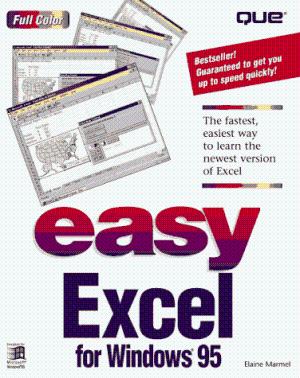 Full Color
QUE
Bestseller!
Guaranteed to get you
up to speed quickly!
The fastest,
easiest way
to learn the
newest version
of Excel
easy
Excel
for Windows 95
Elaine Marmel